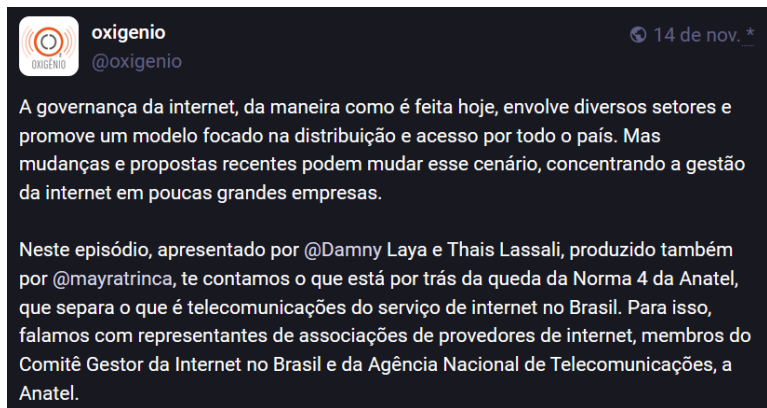 oxigenio
14 de nov. *
@oxigenio
OXIGÊNIO
A governança da internet, da maneira como é feita hoje, envolve diversos setores e
promove um modelo focado na distribuição e acesso por todo o país. Mas
mudanças e propostas recentes podem mudar esse cenário, concentrando a gestão
da internet em poucas grandes empresas.
Neste episódio, apresentado por @Damny Laya e Thais Lassali, produzido também
por @mayratrinca, te contamos o que está por trás da queda da Norma 4 da Anatel,
que separa o que é telecomunicações do serviço de internet no Brasil. Para isso,
falamos com representantes de associações de provedores de internet, membros do
Comitê Gestor da Internet no Brasil e da Agência Nacional de Telecomunicações, a
Anatel.